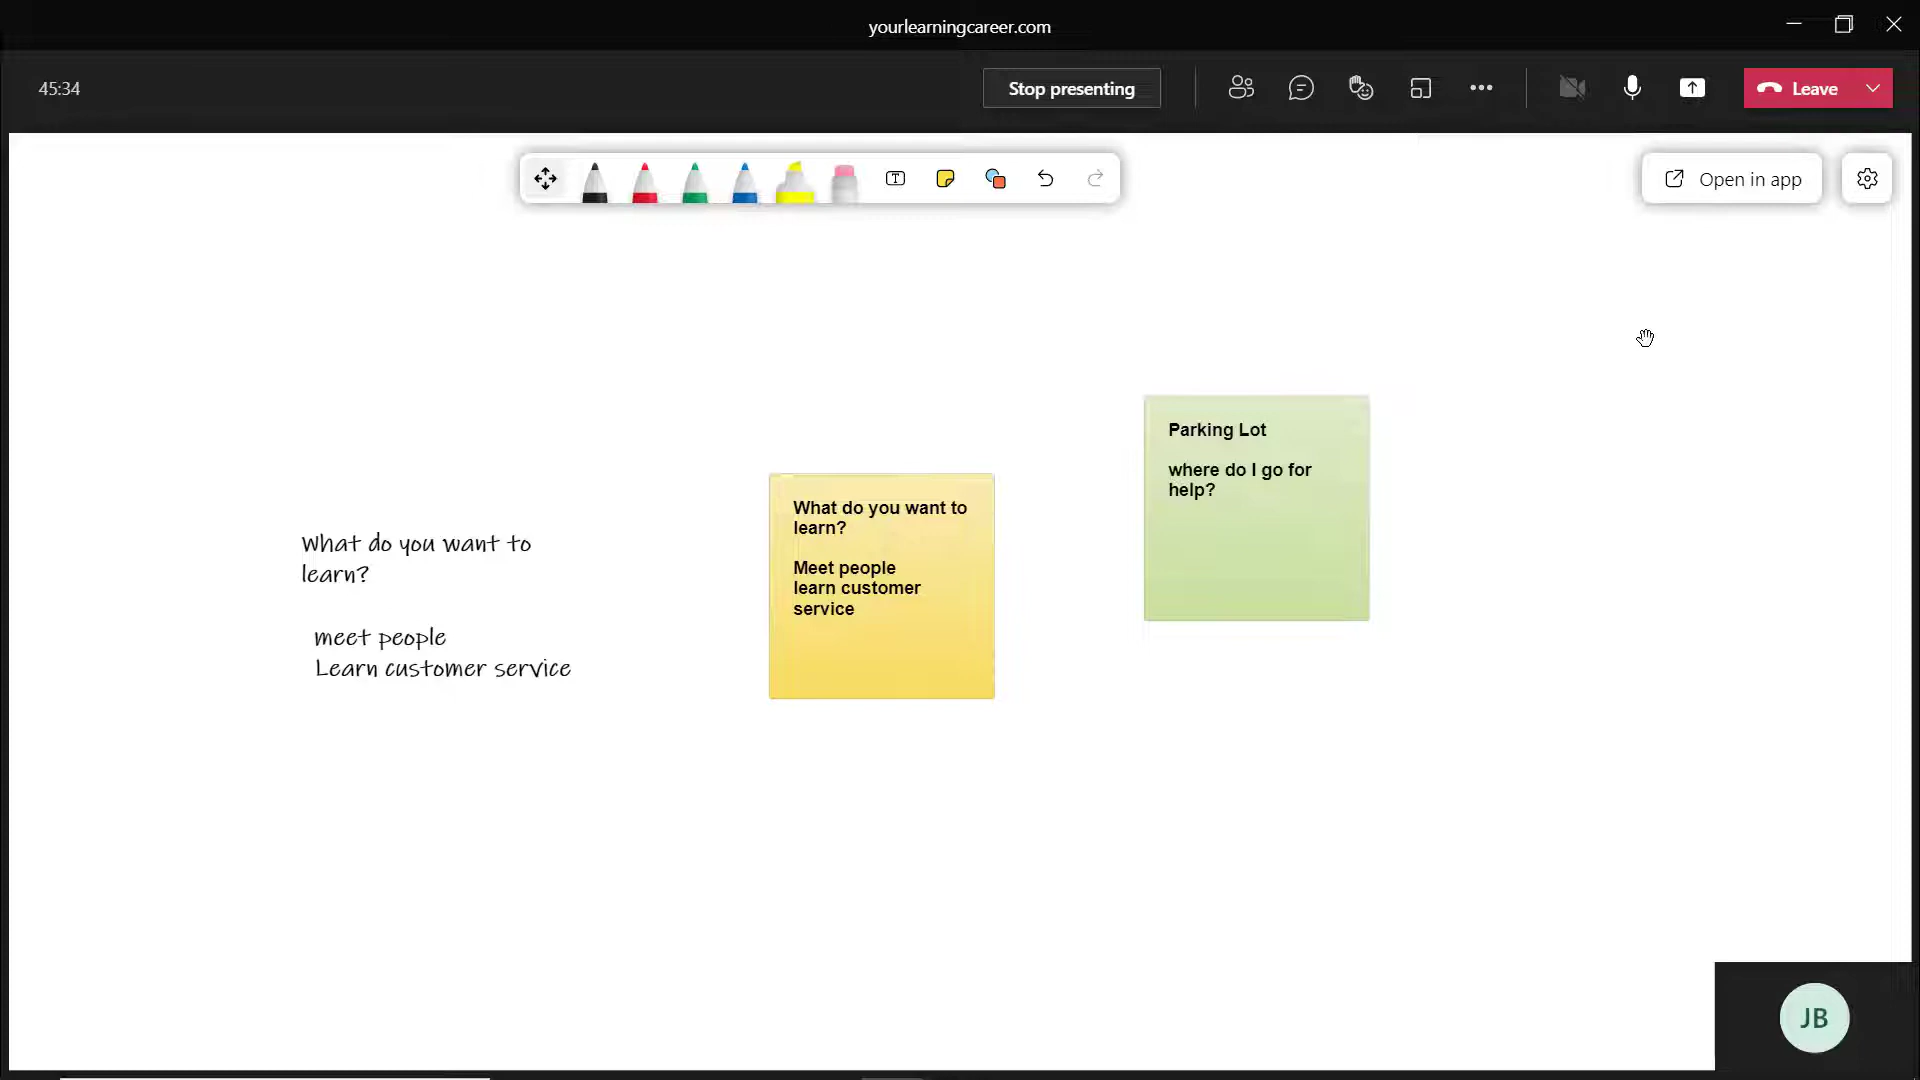 yourlearningcareer.com
45:34
Stop presenting
Leave
Open in app
What do you want to
learn?
meet people
Learn customer service
What do you want to
learn?
Meet people
learn customer
service
Parking Lot
where do I go for
help?
JB